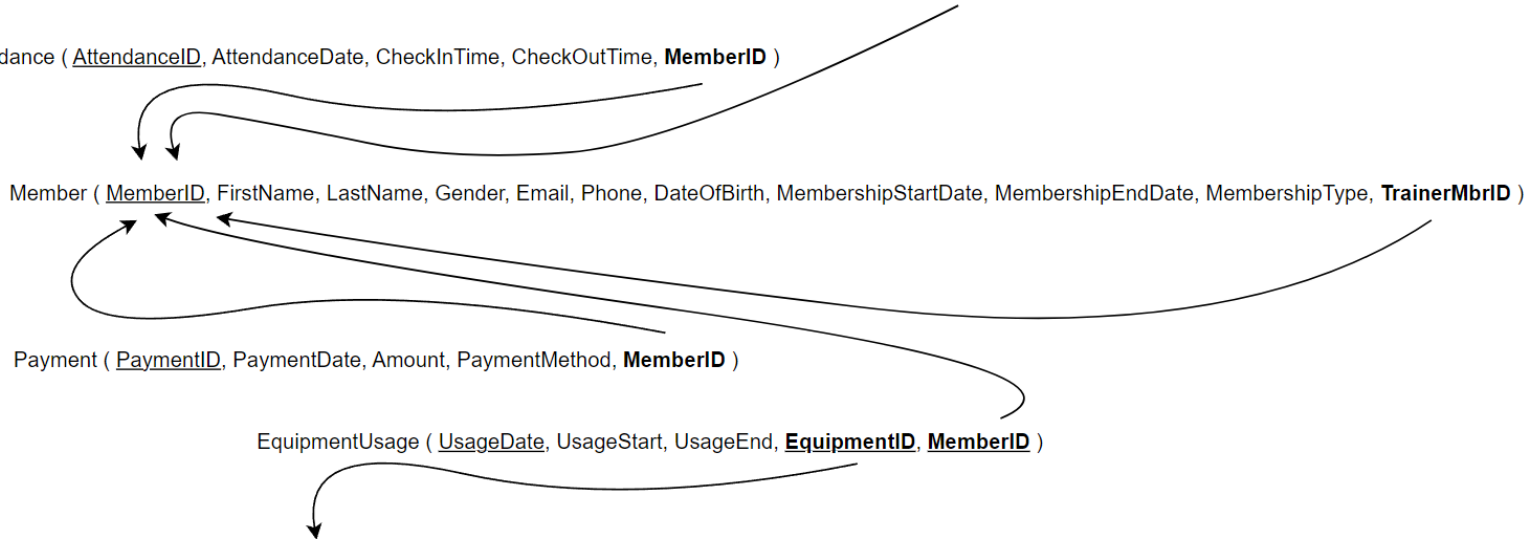 dance ( AttendanceID, AttendanceDate, CheckInTime, CheckOutTime, MemberID )
Member ( MemberID, FirstName, LastName, Gender, Email, Phone, DateOfBirth, MembershipStartDate, MembershipEndDate, MembershipType, TrainerMbrID )
Payment ( PaymentID, PaymentDate, Amount, PaymentMethod, MemberID )
EquipmentUsage ( UsageDate, UsageStart, UsageEnd, EquipmentID, MemberID )